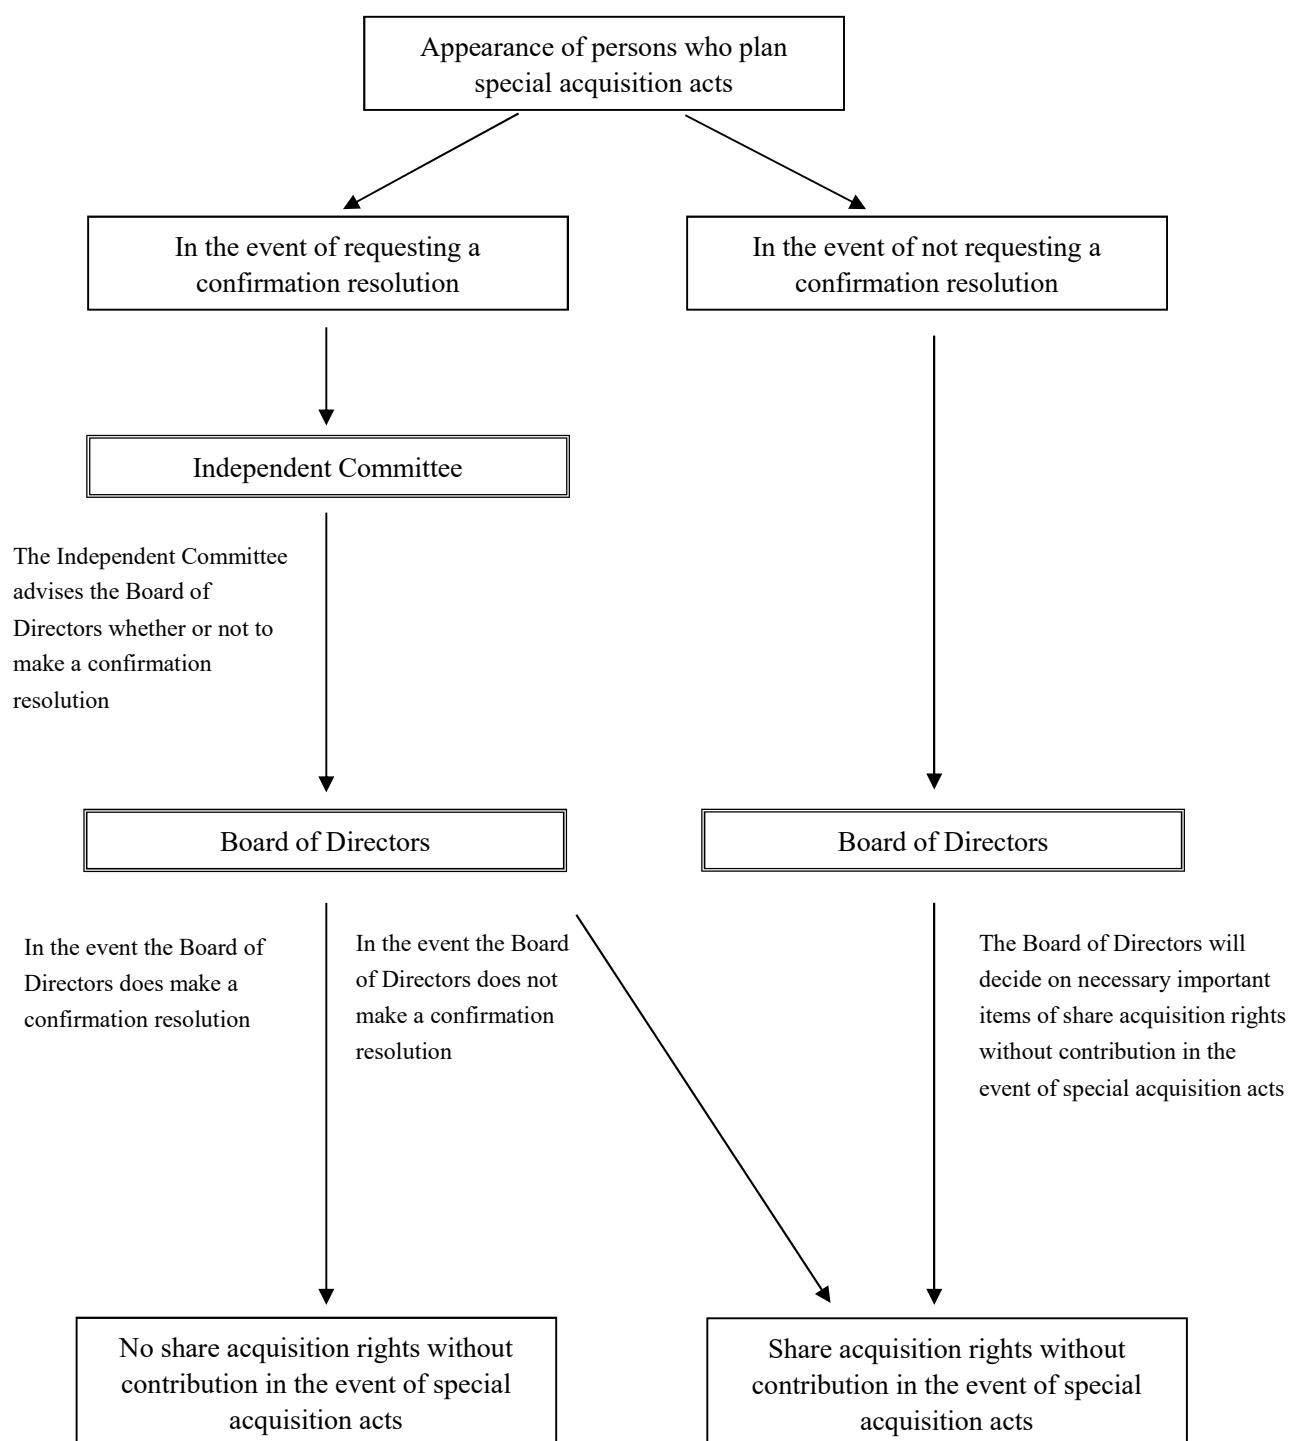 Appearance of persons who plan
special acquisition acts
In the event of requesting a
confirmation resolution
In the event of not requesting a
confirmation resolution
Independent Committee
The Independent Committee
advises the Board of
Directors whether or not to
make a confirmation
resolution
Board of Directors
Board of Directors
In the event the Board of
Directors does make a
confirmation resolution
In the event the Board
of Directors does not
make a confirmation
resolution
The Board of Directors will
decide on necessary important
items of share acquisition rights
without contribution in the
event of special acquisition acts
No share acquisition rights without
contribution in the event of special
acquisition acts
Share acquisition rights without
contribution in the event of special
acquisition acts